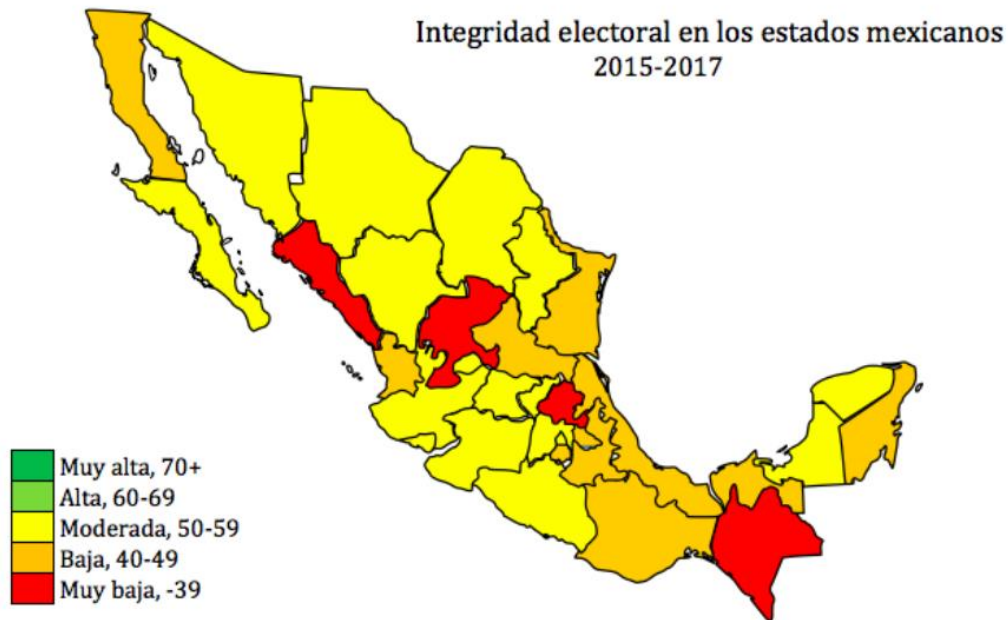 Integridad electoral en los estados mexicanos
2015-2017
Muy alta, 70+
Alta, 60-69
Moderada, 50-59
Baja, 40-49
Muy baja, -39